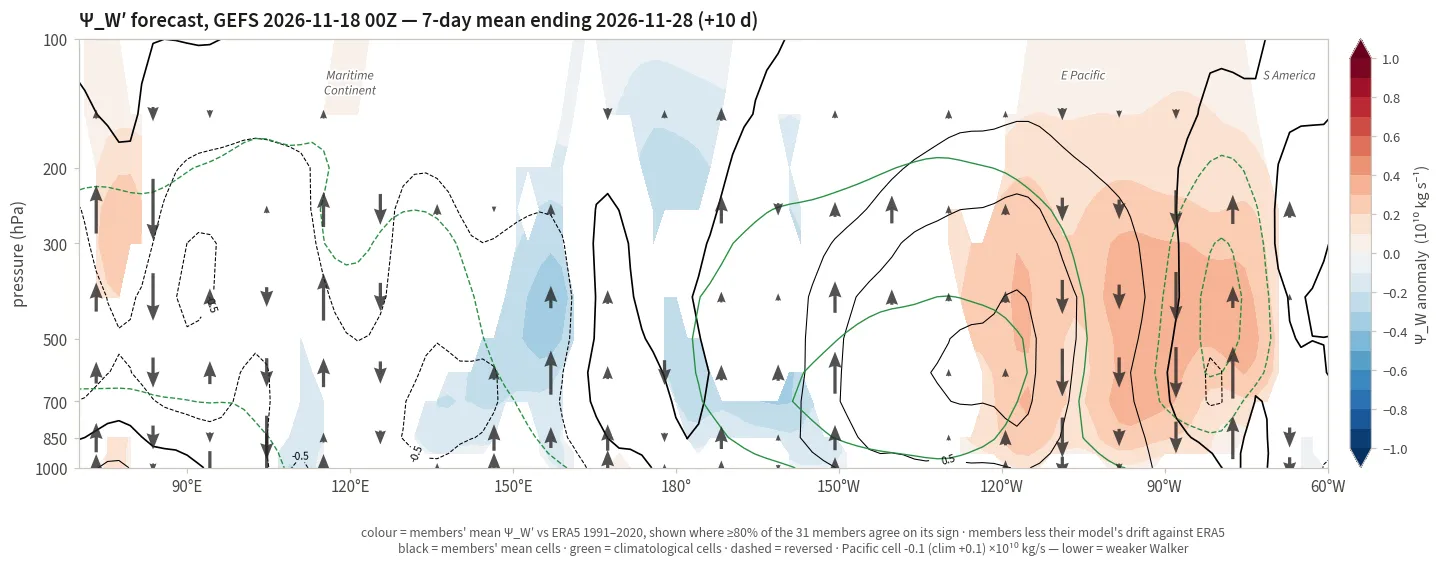 Ψ_W′ forecast, GEFS 2026-11-18 00Z — 7-day mean ending 2026-11-28 (+10 d)
100
200
300
400
500
700
850
1000
pressure (hPa)
Maritime
Continent
E Pacific
S America
-0.5
-0.5
-0.5
0.5
90°E
120°E
150°E
180°
150°W
120°W
90°W
60°W
1.0
0.8
0.6
0.4
0.2
0.0
−0.2
−0.4
−0.6
−0.8
−1.0
Ψ_W anomaly (10¹⁰ kg s⁻¹)
colour = members' mean Ψ_W′ vs ERA5 1991–2020, shown where ≥80% of the 31 members agree on its sign · members less their model's drift against ERA5
black = members' mean cells · green = climatological cells · dashed = reversed · Pacific cell -0.1 (clim +0.1) ×10¹⁰ kg/s — lower = weaker Walker